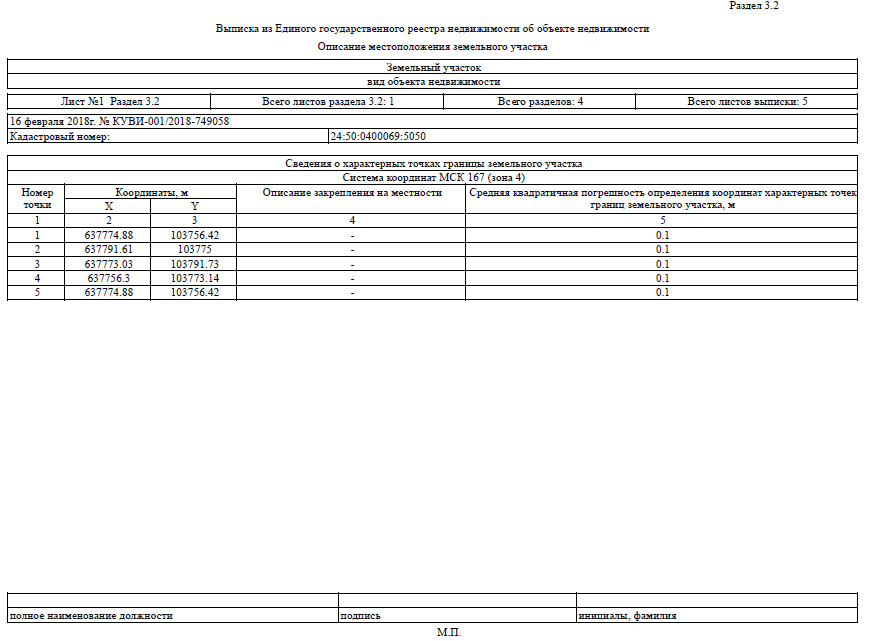 Раздел 3.2
Выписка из Единого государственного реестра недвижимости об объекте недвижимости
Описание местоположения земельного участка
Земельный участок
вид объекта недвижимости
Лист №1 Раздел 3.2 Всего листов раздела 3.2: 1 Всего разделов: 4 Всего листов выписки: 5
16 февраля 2018г. № КУВИ-001/2018-749058
Кадастровый номер: 24:50:0400069:5050
Сведения о характерных точках границы земельного участка
Система координат МСК 167 (зона 4)
Номер точки Координаты, м Описание закрепления на местности Средняя квадратичная погрешность определения координат характерных точек границ земельного участка, м
X Y
1 2 3 4 5
1 637774.88 103756.42 - 0.1
2 637791.61 103775 - 0.1
3 637773.03 103791.73 - 0.1
4 637756.3 103773.14 - 0.1
5 637774.88 103756.42 - 0.1
полное наименование должности подпись инициалы, фамилия
М.П.